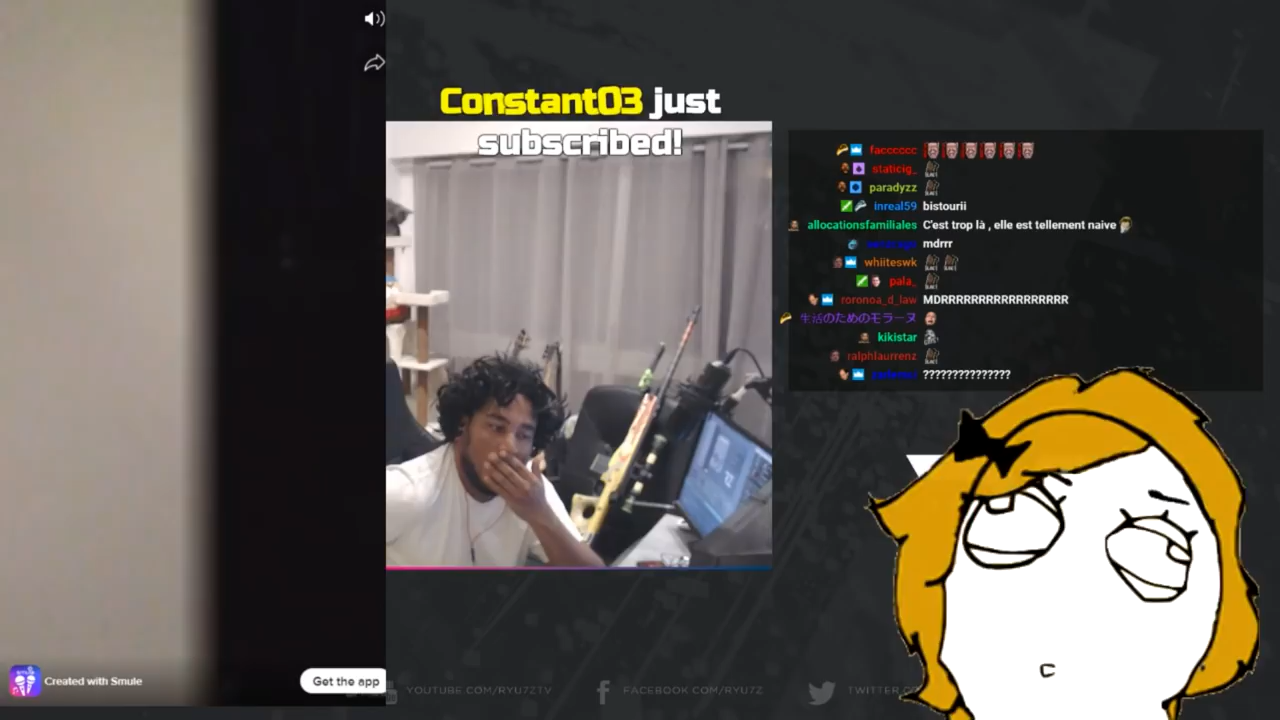 Constant03 just
subscribed!
facccccc
staticig_
paradyzz
inreal59 bistourii
allocationsfamiliales C'est trop là , elle est tellement naive
mdrrr
whiiteswk
pala_
roronoa_d_law MDRRRRRRRRRRRRRRRRR
生活のためのモラーヌ
kikistar
ralphlaurrenz
???????????????
Created with Smule
Get the app
YOUTUBE.COM/RYU7ZTV
FACEBOOK.COM/RYU7Z
TWITTER